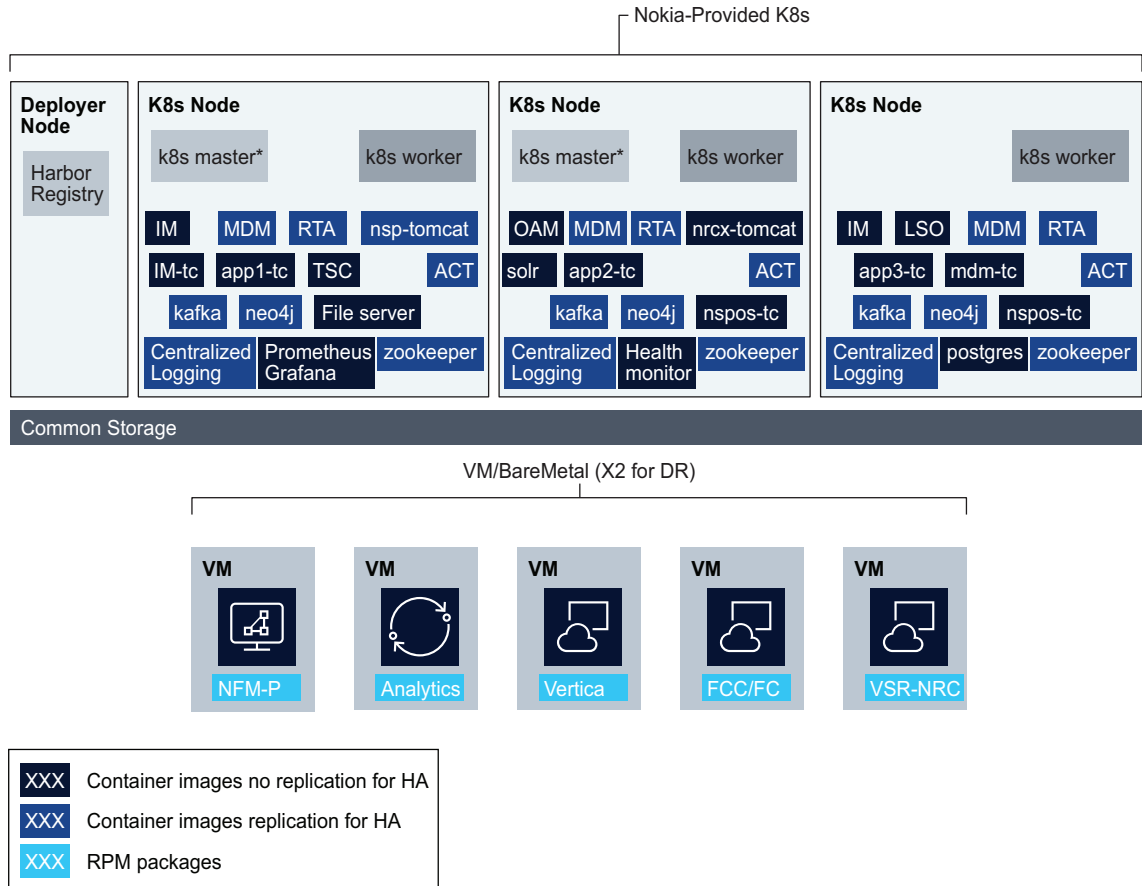 Nokia-Provided K8s
Deployer
Node
Harbor
Registry
K8s Node
k8s master*
k8s worker
IM
MDM
RTA
nsp-tomcat
IM-tc
app1-tc
TSC
ACT
kafka
neo4j
File server
Centralized
Logging
Prometheus
Grafana
zookeeper
K8s Node
k8s master*
k8s worker
OAM
MDM
RTA
nrcx-tomcat
solr
app2-tc
ACT
kafka
neo4j
nspos-tc
Centralized
Logging
Health
monitor
zookeeper
K8s Node
k8s worker
IM
LSO
MDM
RTA
app3-tc
mdm-tc
ACT
kafka
neo4j
nspos-tc
Centralized
Logging
postgres
zookeeper
Common Storage
VM/BareMetal (X2 for DR)
VM
NFM-P
VM
Analytics
VM
Vertica
VM
FCC/FC
VM
VSR-NRC
XXX Container images no replication for HA
XXX Container images replication for HA
XXX RPM packages